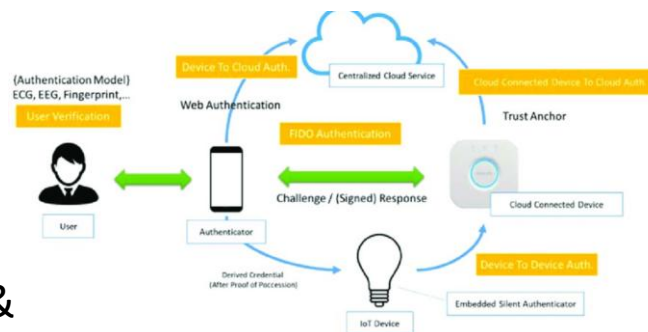 Device To Cloud Auth.
Centralized Cloud Service
Cloud Connected Device To Cloud Auth
(Authentication Model)
ECG, EEG, Fingerprint,...
User Verification
Web Authentication
Trust Anchor
FIDO Authentication
Challenge / (Signed) Response
User
Authenticator
Cloud Connected Device
Derived Credential
(After Proof of Poccession)
Device To Device Auth.
Embedded Silent Authenticator
IoT Device
&